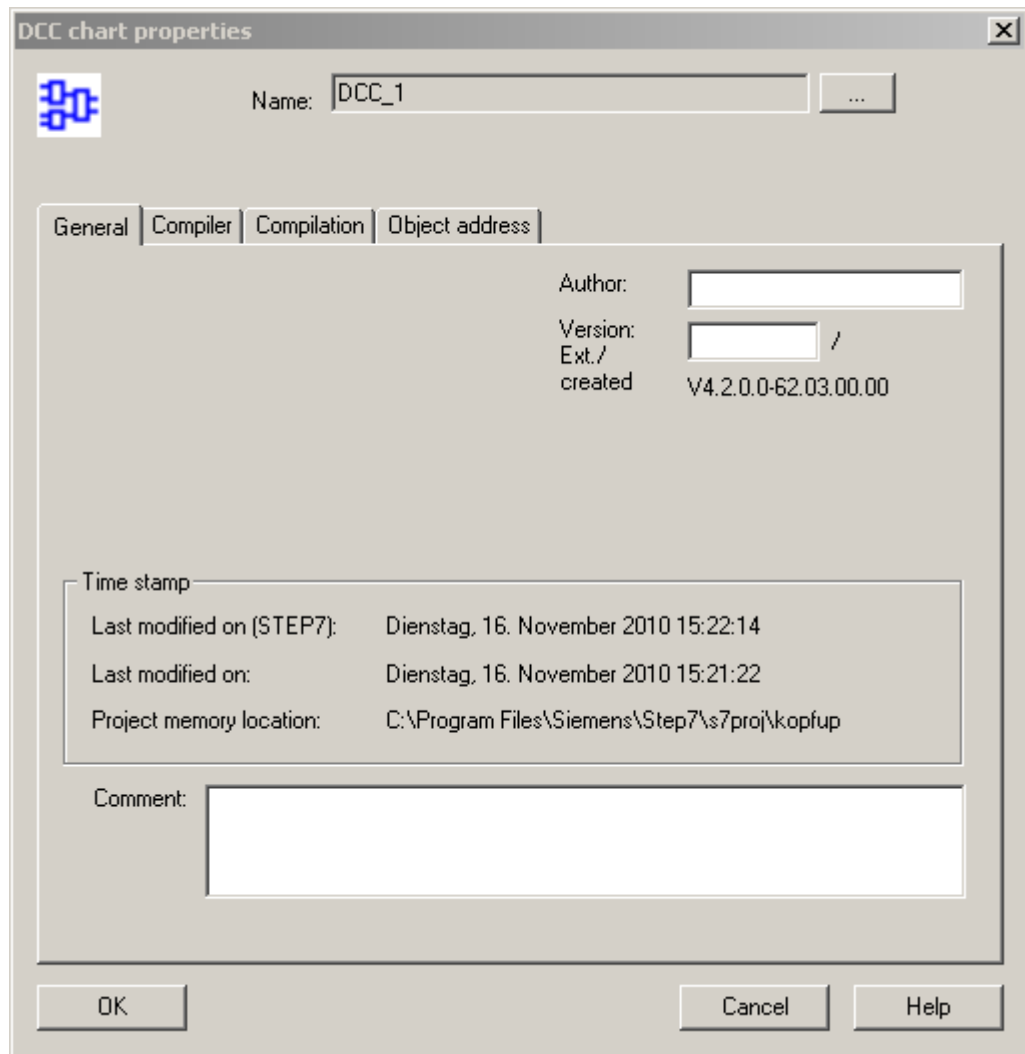 DCC chart properties
Name: DCC_1 ...
General Compiler Compilation Object address
Author:
Version: /
Ext./
created V4.2.0.0-62.03.00.00
Time stamp
Last modified on (STEP7): Dienstag, 16. November 2010 15:22:14
Last modified on: Dienstag, 16. November 2010 15:21:22
Project memory location: C:\Program Files\Siemens\Step7\s7proj\kopfup
Comment:
OK Cancel Help